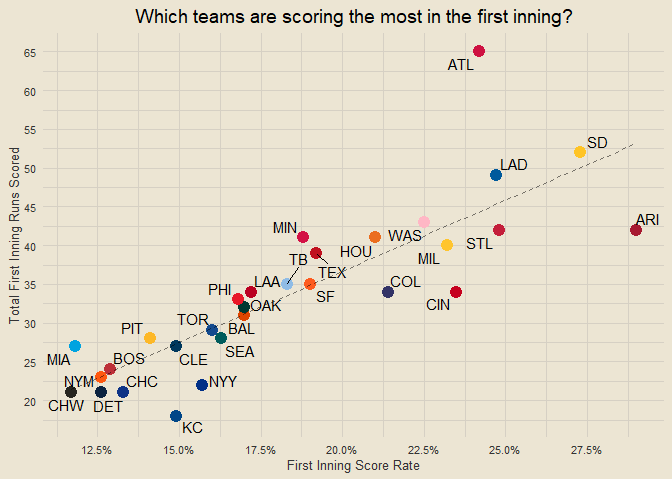 Which teams are scoring the most in the first inning?
Total First Inning Runs Scored
65
60
55
50
45
40
35
30
25
20
ATL
SD
LAD
ARI
MIN
WAS
STL
HOU
MIL
TB
TEX
LAA
COL
PHI
SF
CIN
OAK
TOR
BAL
PIT
SEA
MIA
BOS
CLE
NYM
CHC
NYY
CHW
DET
KC
12.5%
15.0%
17.5%
20.0%
22.5%
25.0%
27.5%
First Inning Score Rate